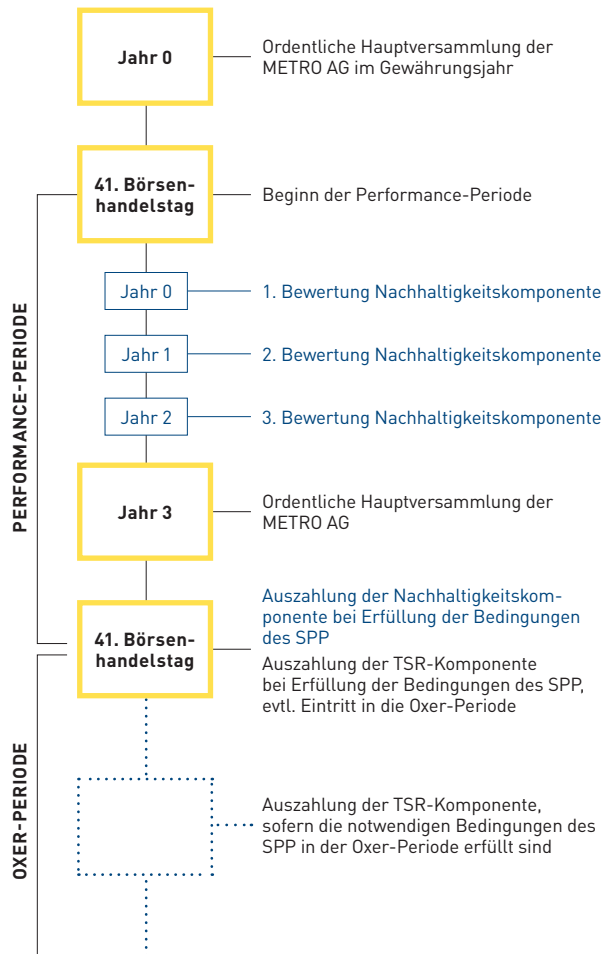 Jahr 0
Ordentliche Hauptversammlung der
METRO AG im Gewährungsjahr
PERFORMANCE-PERIODE
41. Börsen-
handelstag
Beginn der Performance-Periode
Jahr 0
1. Bewertung Nachhaltigkeitskomponente
Jahr 1
2. Bewertung Nachhaltigkeitskomponente
Jahr 2
3. Bewertung Nachhaltigkeitskomponente
Jahr 3
Ordentliche Hauptversammlung der
METRO AG
41. Börsen-
handelstag
Auszahlung der Nachhaltigkeitskom-
ponente bei Erfüllung der Bedingungen
des SPP
Auszahlung der TSR-Komponente
bei Erfüllung der Bedingungen des SPP,
evtl. Eintritt in die Oxer-Periode
OXER-PERIODE
Auszahlung der TSR-Komponente,
sofern die notwendigen Bedingungen des
SPP in der Oxer-Periode erfüllt sind